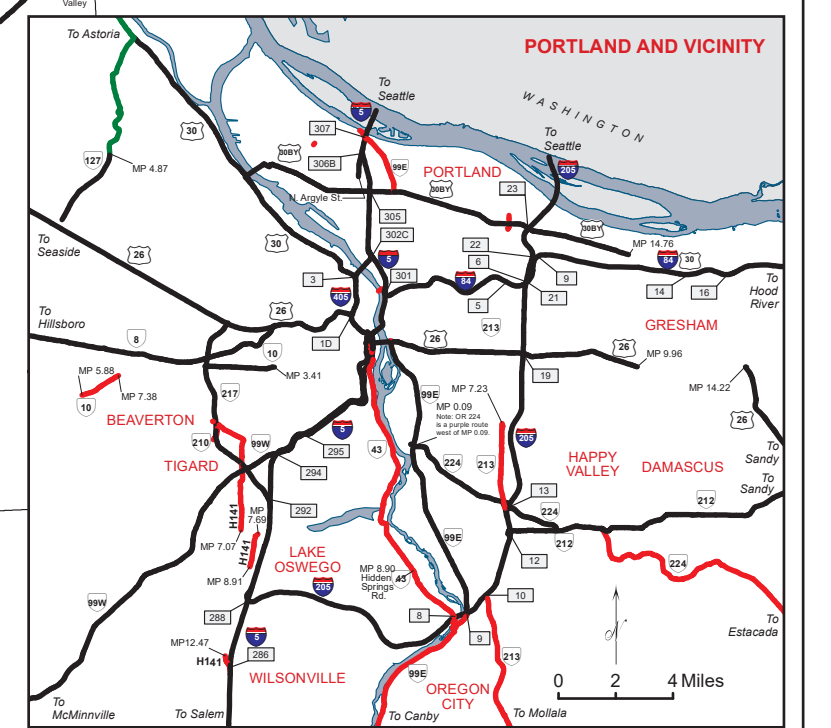 Valley
To Astoria
PORTLAND AND VICINITY
To
Seattle
WASHINGTON
To
Seattle
5
307
30
30BY
306B
99E
PORTLAND
205
127
MP 4.87
30BY
23
N. Argyle St.
305
302C
30BY
MP 14.76
To
Seaside
26
30
22
6
84
30
5
3
301
84
9
To
Hood
River
405
5
21
14
16
To
Hillsboro
26
213
GRESHAM
8
1D
26
26
10
MP 9.96
MP 3.41
19
MP 5.88
MP 7.38
10
217
99E
MP 7.23
MP 14.22
MP 0.09
Note: OR 224
is a purple route
west of MP 0.09.
26
BEAVERTON
210
99W
5
295
43
205
To
Sandy
TIGARD
294
224
213
HAPPY
VALLEY
DAMASCUS
To
Sandy
13
H141
MP
7.69
292
224
212
MP 7.07
H141
99E
212
LAKE
OSWEGO
12
MP 8.91
MP 8.90
Hidden
Springs
Rd.
43
224
205
99W
10
288
8
N
To
Estacada
5
9
MP12.47
H141
286
213
WILSONVILLE
99E
OREGON
CITY
0 2 4 Miles
To
McMinnville
To Salem
To Canby
To Mollala